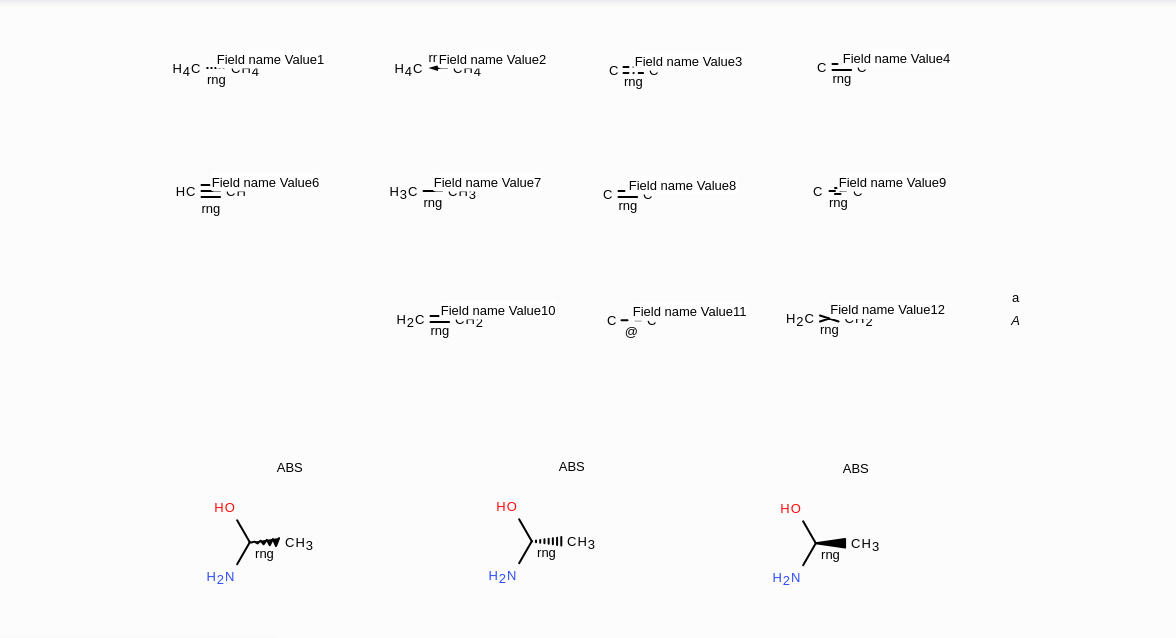 H4C CH4 Field name Value1
rng
H4C CH4 Field name Value2
C C Field name Value3
rng
C C Field name Value4
rng
HC CH Field name Value6
rng
H3C CH3 Field name Value7
rng
C C Field name Value8
rng
C C Field name Value9
rng
H2C CH2 Field name Value10
rng
C C Field name Value11
@
H2C CH2 Field name Value12
rng
a
A
ABS
HO
CH3
rng
H2N
ABS
HO
CH3
rng
H2N
ABS
HO
CH3
rng
H2N